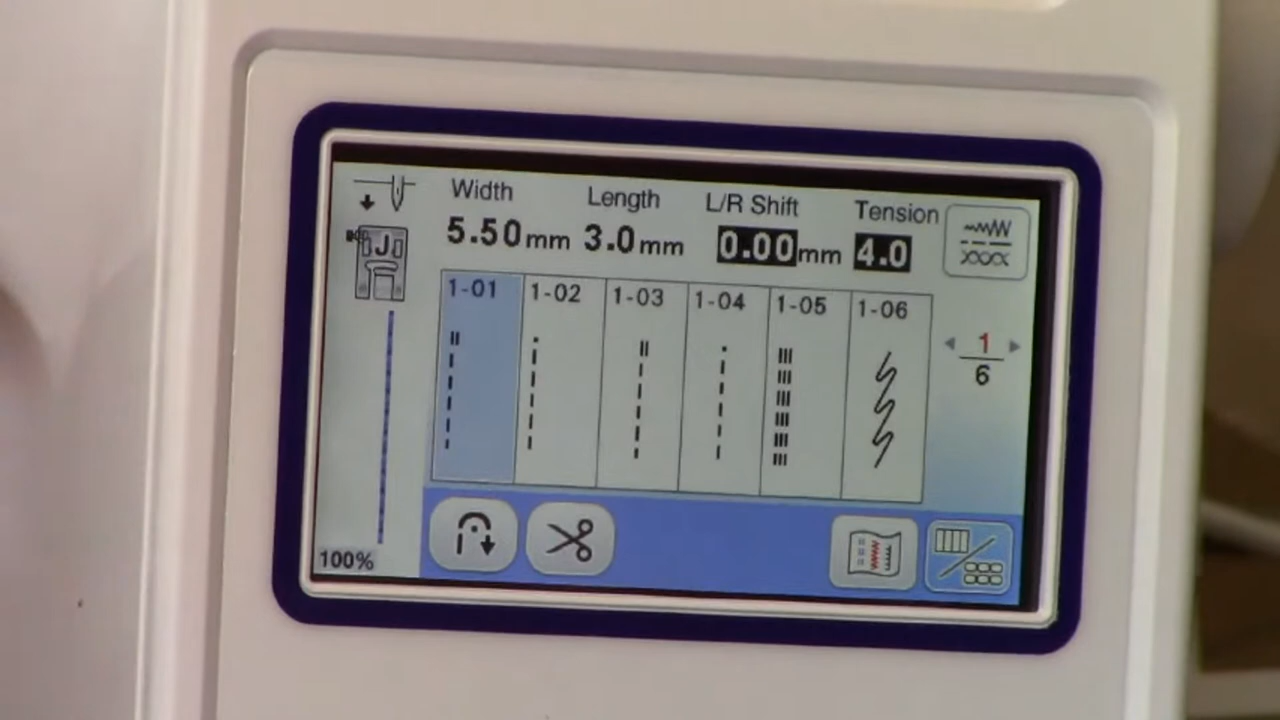 Width Length L/R Shift Tension
5.50mm 3.0mm 0.00mm 4.0
J
1-01 1-02 1-03 1-04 1-05 1-06
1
6
100%